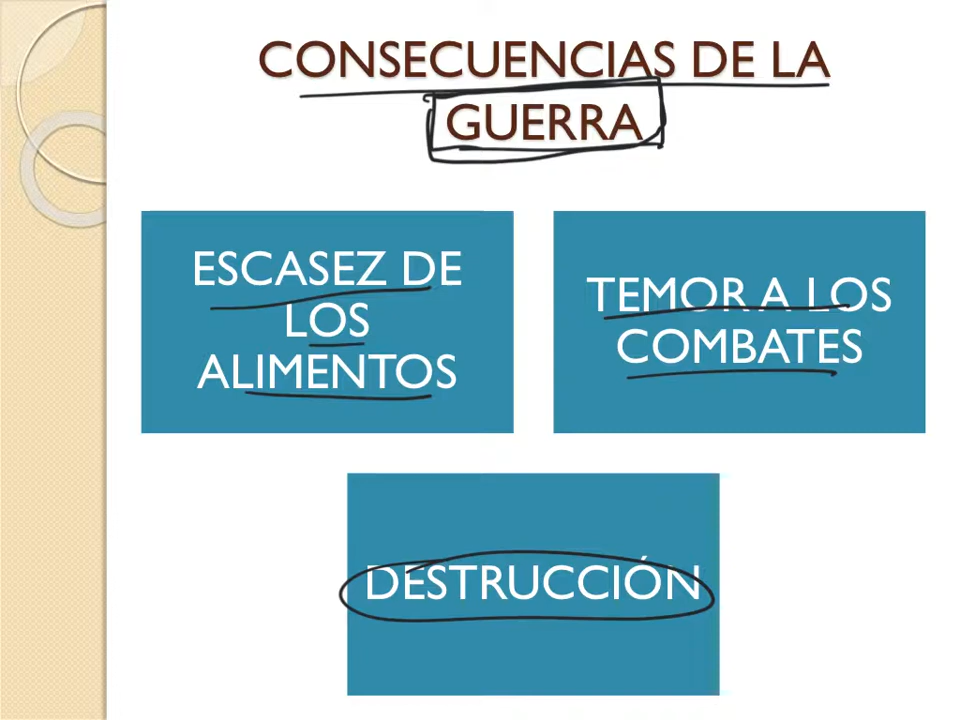 CONSECUENCIAS DE LA
GUERRA
ESCASEZ DE
LOS
ALIMENTOS
TEMOR A LOS
COMBATES
DESTRUCCIÓN